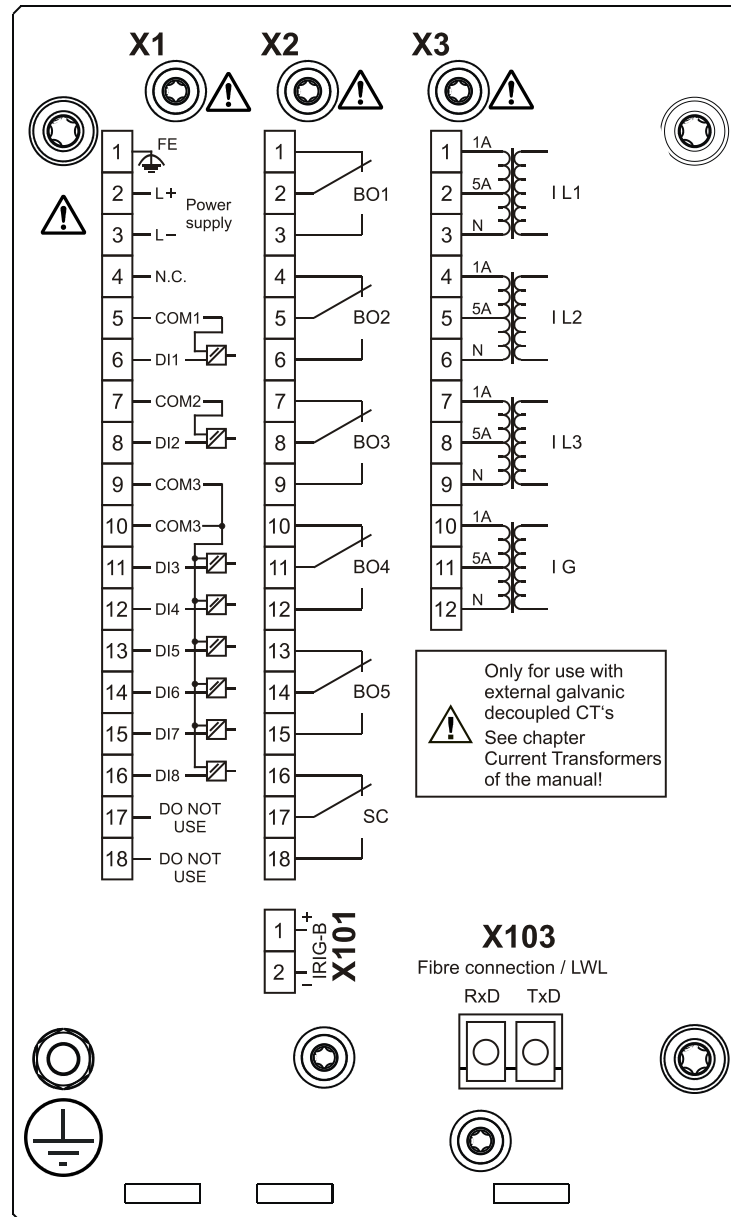 X1
X2
X3
1
FE
2
L+
Power
supply
3
L–
4
N.C.
5
COM1
6
DI1
7
COM2
8
DI2
9
COM3
10
COM3
11
DI3
12
DI4
13
DI5
14
DI6
15
DI7
16
DI8
17
DO NOT
USE
18
DO NOT
USE
1
2
BO1
3
4
5
BO2
6
7
8
BO3
9
10
11
BO4
12
13
14
BO5
15
16
17
SC
18
1
1A
2
5A
I L1
3
N
4
1A
5
5A
I L2
6
N
7
1A
8
5A
I L3
9
N
10
1A
11
5A
I G
12
N
Only for use with
external galvanic
decoupled CT‘s
See chapter
Current Transformers
of the manual!
1
+
2
–
IRIG-B
X101
X103
Fibre connection / LWL
RxD TxD